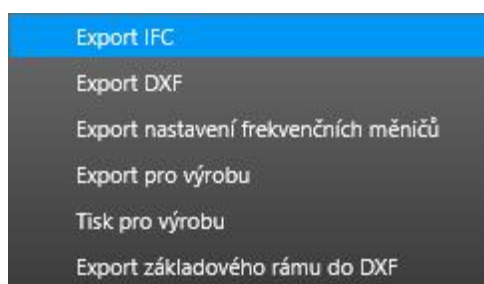 Export IFC
Export DXF
Export nastavení frekvenčních měničů
Export pro výrobu
Tisk pro výrobu
Export základového rámu do DXF